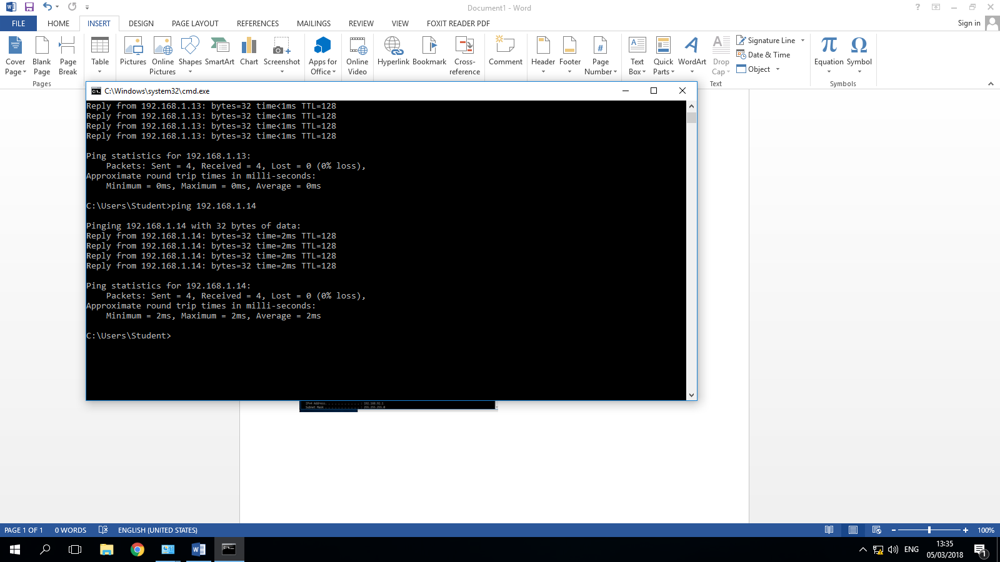 Document1 - Word
FILE HOME INSERT DESIGN PAGE LAYOUT REFERENCES MAILINGS REVIEW VIEW FOXIT READER PDF
Sign in
Cover Page
Blank Page
Page Break
Table
Pictures
Online Pictures
Shapes
SmartArt
Chart
Screenshot
Apps for Office
Online Video
Hyperlink
Bookmark
Cross-reference
Comment
Header
Footer
Page Number
Text Box
Quick Parts
WordArt
Drop Cap
Signature Line
Date & Time
Object
Equation
Symbol
Pages
Text
Symbols
C:\Windows\system32\cmd.exe
Reply from 192.168.1.13: bytes=32 time<1ms TTL=128
Reply from 192.168.1.13: bytes=32 time<1ms TTL=128
Reply from 192.168.1.13: bytes=32 time<1ms TTL=128
Reply from 192.168.1.13: bytes=32 time<1ms TTL=128
Ping statistics for 192.168.1.13:
Packets: Sent = 4, Received = 4, Lost = 0 (0% loss),
Approximate round trip times in milli-seconds:
Minimum = 0ms, Maximum = 0ms, Average = 0ms
C:\Users\Student>ping 192.168.1.14
Pinging 192.168.1.14 with 32 bytes of data:
Reply from 192.168.1.14: bytes=32 time=2ms TTL=128
Reply from 192.168.1.14: bytes=32 time=2ms TTL=128
Reply from 192.168.1.14: bytes=32 time=2ms TTL=128
Reply from 192.168.1.14: bytes=32 time=2ms TTL=128
Ping statistics for 192.168.1.14:
Packets: Sent = 4, Received = 4, Lost = 0 (0% loss),
Approximate round trip times in milli-seconds:
Minimum = 2ms, Maximum = 2ms, Average = 2ms
C:\Users\Student>
IPv4 Address. . . . . . . . . . . :
Subnet Mask . . . . . . . . . . . : 255.255.255.0
PAGE 1 OF 1 0 WORDS ENGLISH (UNITED STATES) 100%
ENG
13:35
05/03/2018
1